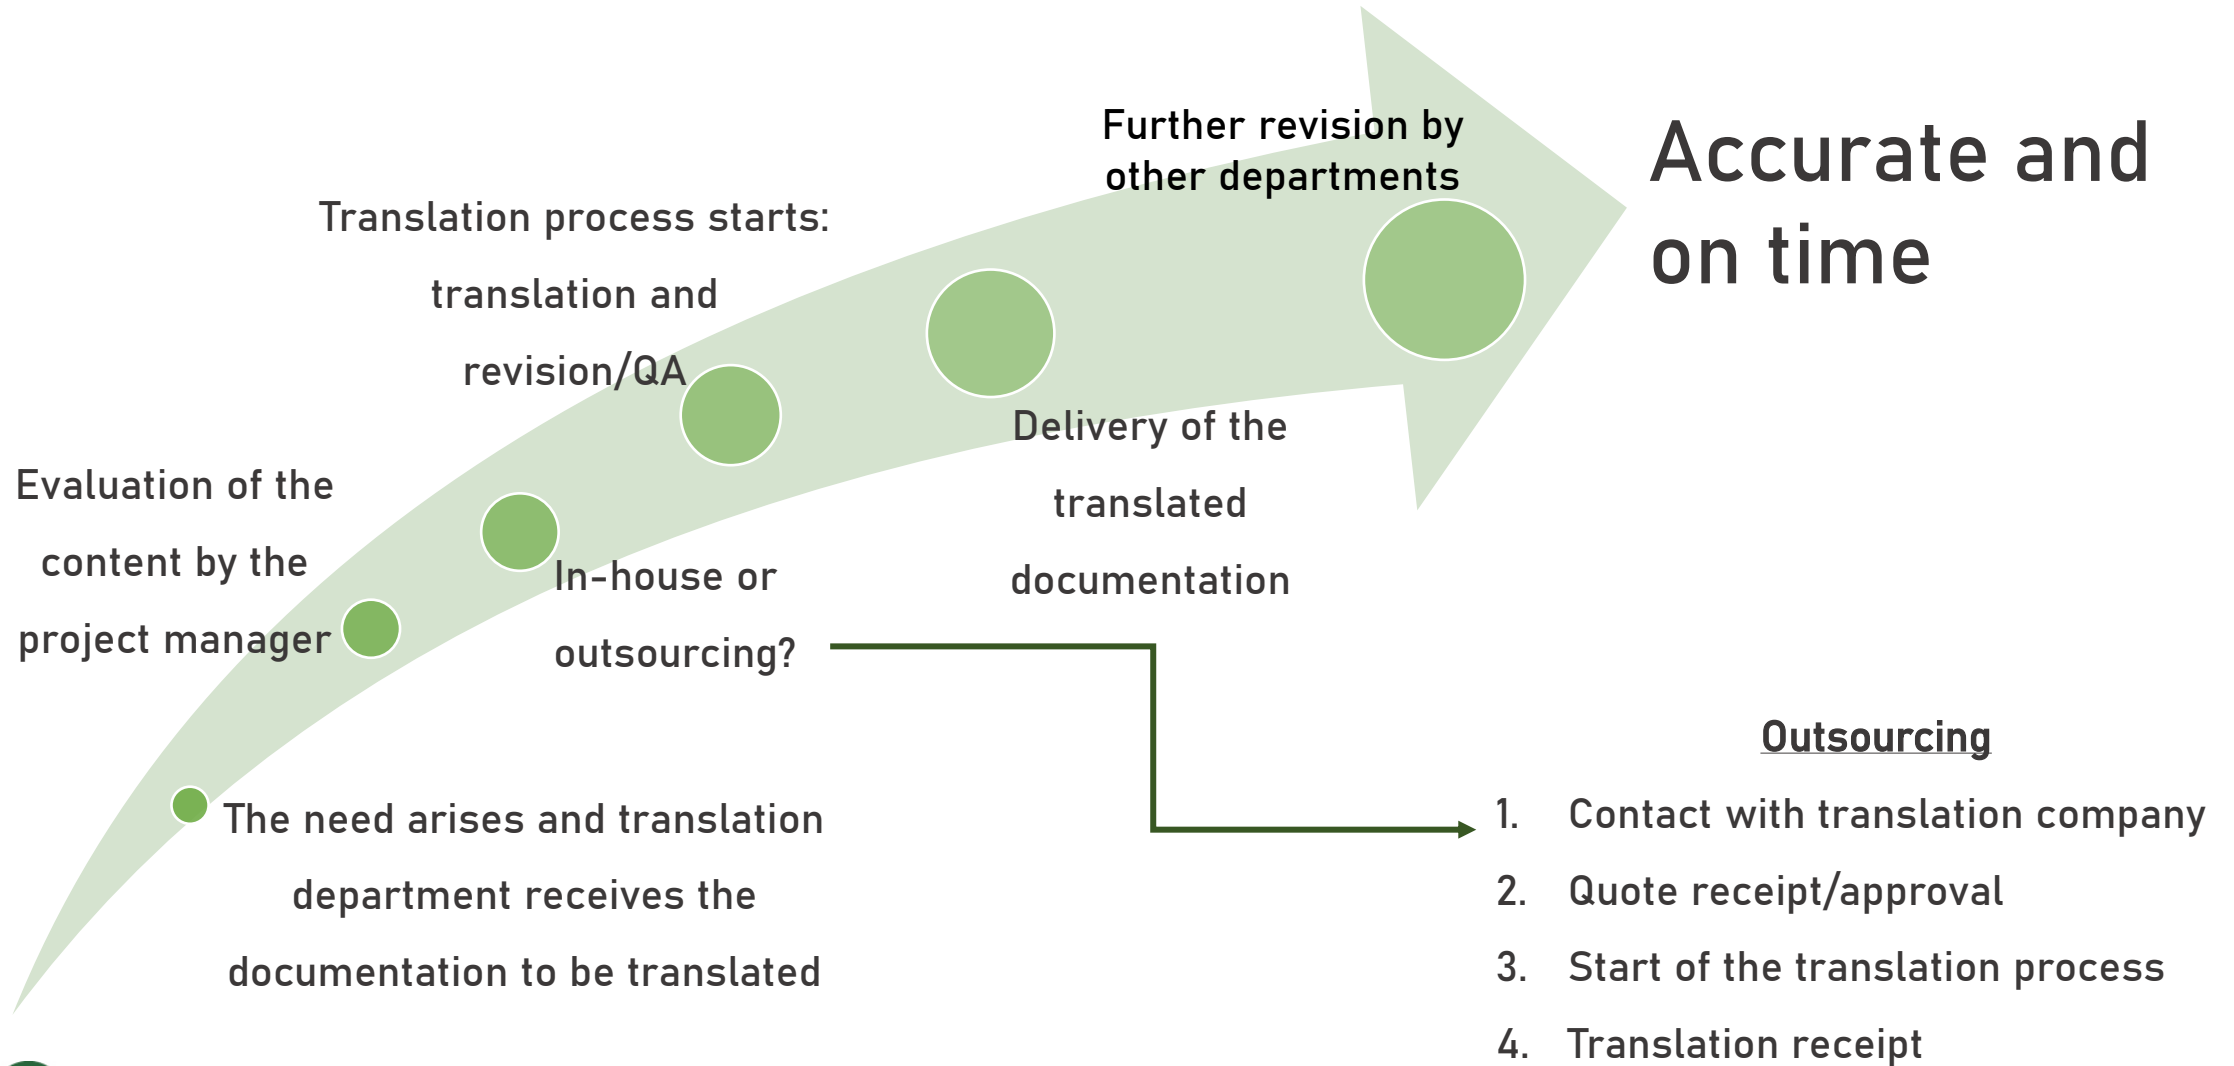 Further revision by
other departments
Accurate and
on time
Translation process starts:
translation and
revision/QA
Delivery of the
translated
documentation
Evaluation of the
content by the
project manager
In-house or
outsourcing?
The need arises and translation
department receives the
documentation to be translated
Outsourcing
1. Contact with translation company
2. Quote receipt/approval
3. Start of the translation process
4. Translation receipt